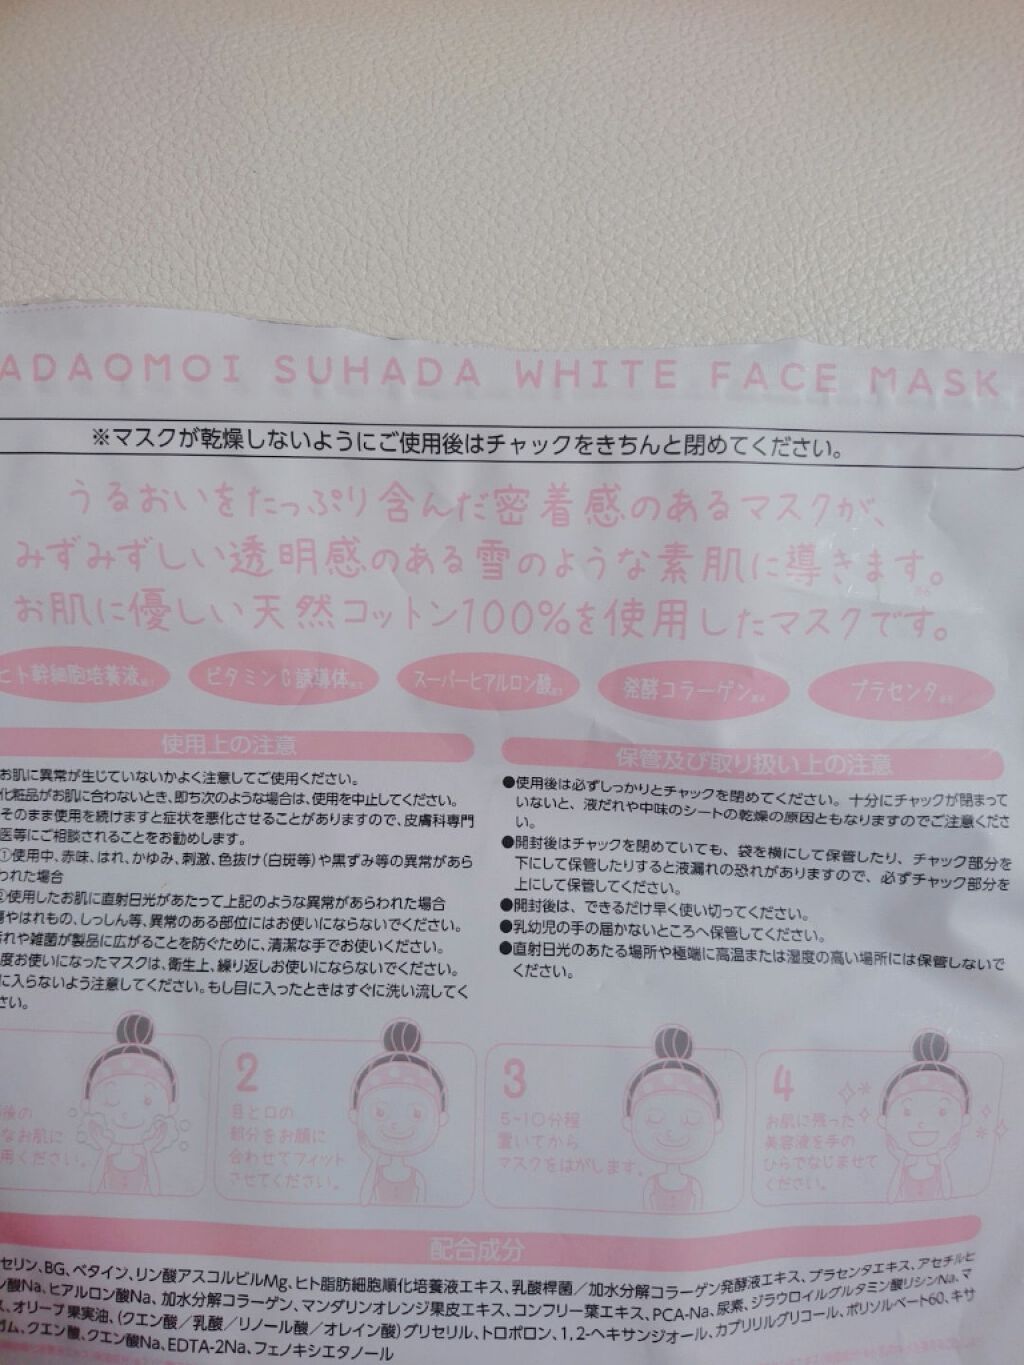 ADAOMOI SUHADA WHITE FACE MASK
※マスクが乾燥しないようにご使用後はチャックをきちんと閉めてください。
うるおいをたっぷり含んだ密着感のあるマスクが、
みずみずしい透明感のある雪のような素肌に導きます。
お肌に優しい天然コットン100%を使用したマスクです。
ヒト幹細胞培養液
ビタミンC誘導体
スーパーヒアルロン酸
発酵コラーゲン
プラセンタ
使用上の注意
お肌に異常が生じていないかよく注意してご使用ください。
化粧品がお肌に合わないとき、即ち次のような場合は、使用を中止してください。
そのまま使用を続けますと症状を悪化させることがありますので、皮膚科専門
医等にご相談されることをお勧めします。
①使用中、赤味、はれ、かゆみ、刺激、色抜け(白斑等)や黒ずみ等の異常があら
われた場合
②使用したお肌に直射日光があたって上記のような異常があらわれた場合
やはれもの、しっしん等、異常のある部位にはお使いにならないでください。
れや雑菌が製品に広がることを防ぐために、清潔な手でお使いください。
度お使いになったマスクは、衛生上、繰り返しお使いにならないでください。
に入らないよう注意してください。もし目に入ったときはすぐに洗い流してく
さい。
保管及び取り扱い上の注意
●使用後は必ずしっかりとチャックを閉めてください。十分にチャックが閉まって
いないと、液だれや中味のシートの乾燥の原因ともなりますのでご注意くださ
い。
●開封後はチャックを閉めていても、袋を横にして保管したり、チャック部分を
下にして保管したりすると液漏れの恐れがありますので、必ずチャック部分を
上にして保管してください。
●開封後は、できるだけ早く使い切ってください。
●乳幼児の手の届かないところへ保管してください。
●直射日光のあたる場所や極端に高温または湿度の高い場所には保管しないで
ください。
後の
なお肌に
用ください。
2
目と口の
部分をお顔に
合わせてフィット
させてください。
3
5~10分程
置いてから
マスクをはがします。
4
お肌に残った
美容液を手の
ひらでなじませて
ください。
配合成分
セリン、BG、ベタイン、リン酸アスコルビルMg、ヒト脂肪細胞順化培養液エキス、乳酸桿菌/加水分解コラーゲン発酵液エキス、プラセンタエキス、アセチルヒ
ン酸Na、ヒアルロン酸Na、加水分解コラーゲン、マンダリンオレンジ果皮エキス、コンフリー葉エキス、PCA-Na、尿素、ジラウロイルグルタミン酸リシンNa、マ
ス、オリーブ果実油、(クエン酸/乳酸/リノール酸/オレイン酸)グリセリル、トロポロン、1,2-ヘキサンジオール、カプリリルグリコール、ポリソルベート60、キサ
ガム、クエン酸、クエン酸Na、EDTA-2Na、フェノキシエタノール